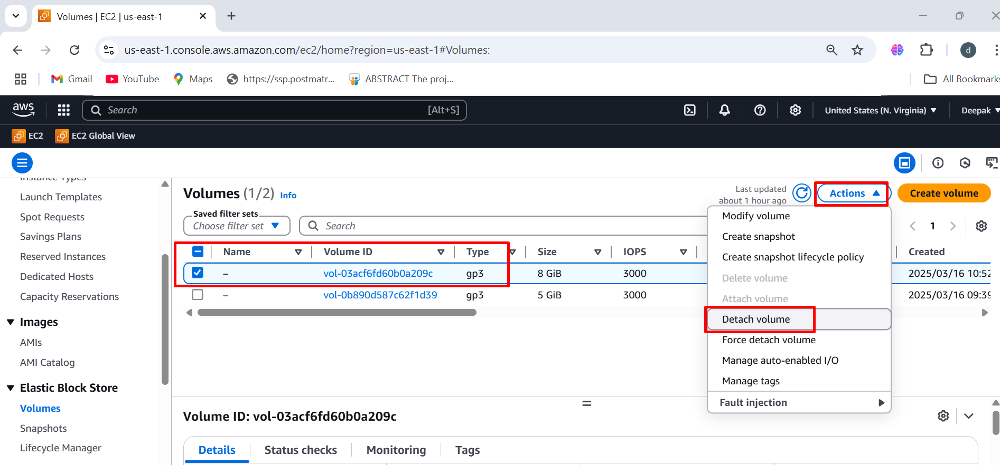 Volumes | EC2 | us-east-1
us-east-1.console.aws.amazon.com/ec2/home?region=us-east-1#Volumes:
d
Gmail
YouTube
Maps
https://ssp.postmatr...
ABSTRACT The proj...
All Bookmarks
aws
Search
[Alt+S]
United States (N. Virginia)
Deepak
EC2
EC2 Global View
Instance Types
Launch Templates
Spot Requests
Savings Plans
Reserved Instances
Dedicated Hosts
Capacity Reservations
Images
AMIs
AMI Catalog
Elastic Block Store
Volumes
Snapshots
Lifecycle Manager
Volumes (1/2) Info
Last updated
about 1 hour ago
Actions
Create volume
Saved filter sets
Choose filter set
Search
1
Name Volume ID Type Size IOPS Created
– vol-03acf6fd60b0a209c gp3 8 GiB 3000 2025/03/16 10:52
– vol-0b890d587c62f1d39 gp3 5 GiB 3000 2025/03/16 09:39
Modify volume
Create snapshot
Create snapshot lifecycle policy
Delete volume
Attach volume
Detach volume
Force detach volume
Manage auto-enabled I/O
Manage tags
Fault injection
Volume ID: vol-03acf6fd60b0a209c
Details
Status checks
Monitoring
Tags